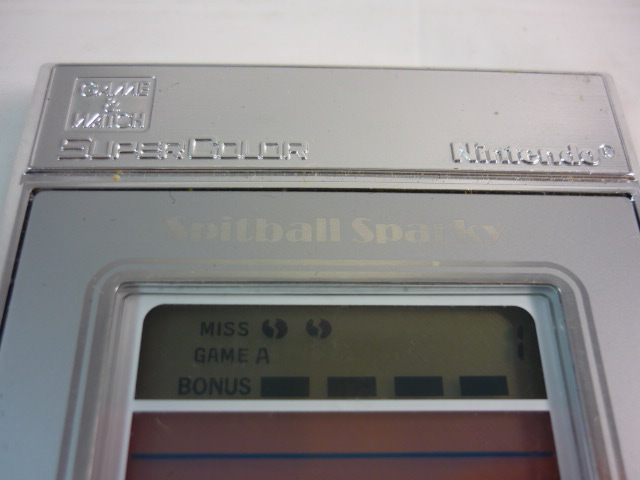 GAME
&
WATCH
SUPERCOLOR
Nintendo®
Spitball Sparky
MISS
GAME A
BONUS